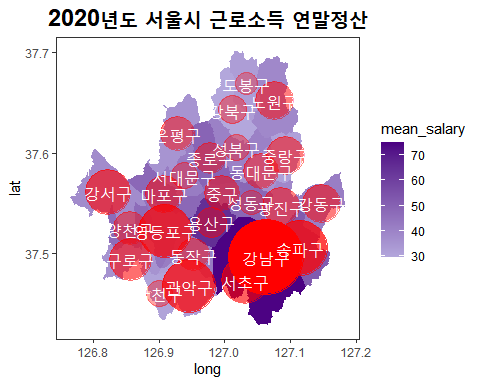 2020년도 서울시 근로소득 연말정산
37.7
37.6
37.5
lat
도봉구
노원구
강북구
은평구
성북구
중랑구
종로구
동대문구
서대문구
강서구
마포구
중구
성동구
광진구
강동구
양천구
영등포구
용산구
구로구
동작구
강남구
송파구
관악구
서초구
금천구
126.8 126.9 127.0 127.1 127.2
long
mean_salary
70
60
50
40
30